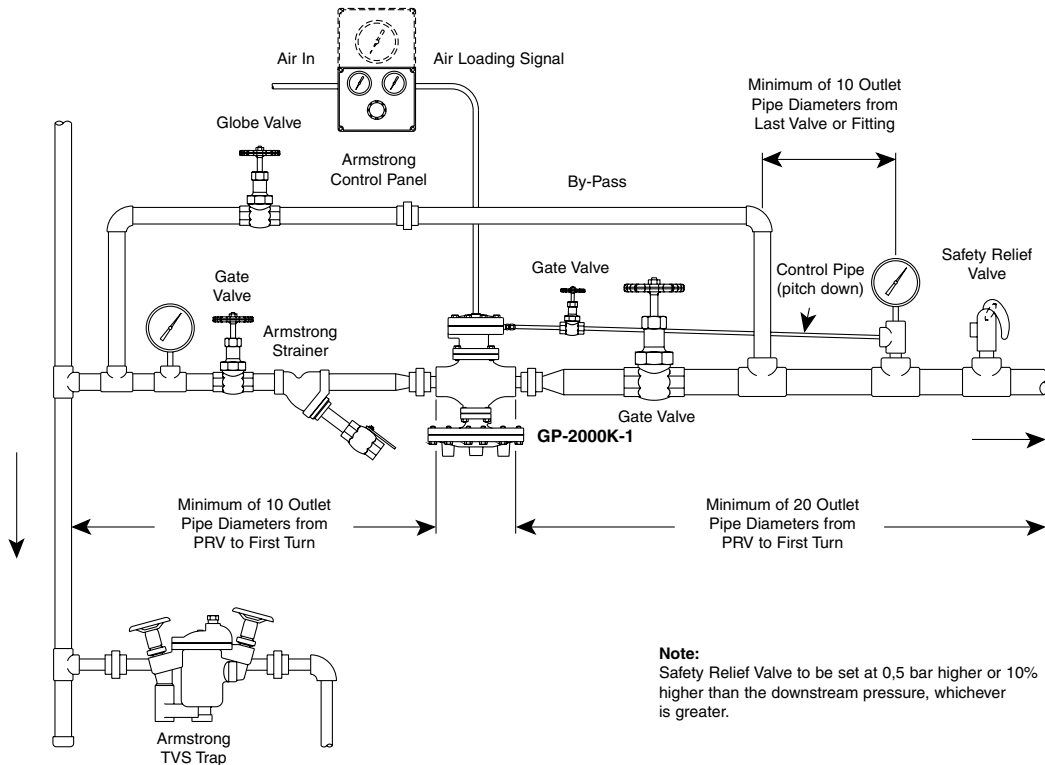 Air In
Air Loading Signal
Minimum of 10 Outlet
Pipe Diameters from
Last Valve or Fitting
Globe Valve
Armstrong
Control Panel
By-Pass
Gate
Valve
Armstrong
Strainer
Gate Valve
Control Pipe
(pitch down)
Safety Relief
Valve
Gate Valve
GP-2000K-1
Minimum of 10 Outlet
Pipe Diameters from
PRV to First Turn
Minimum of 20 Outlet
Pipe Diameters from
PRV to First Turn
Note:
Safety Relief Valve to be set at 0,5 bar higher or 10%
higher than the downstream pressure, whichever
is greater.
Armstrong
TVS Trap